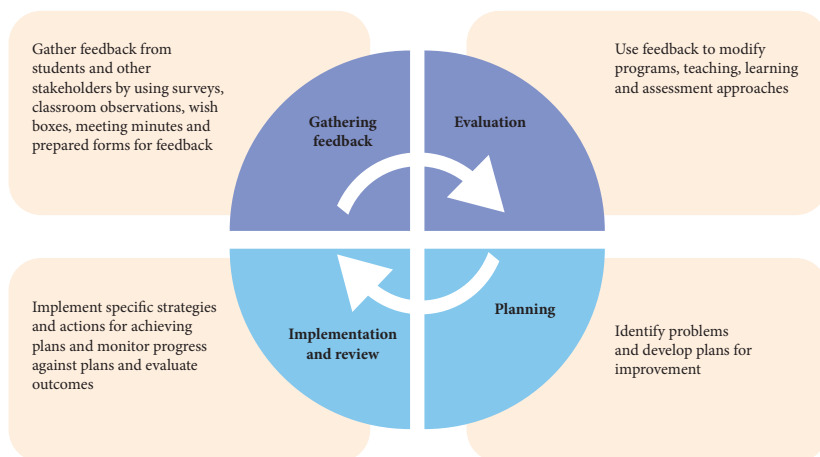 Gather feedback from
students and other
stakeholders by using surveys,
classroom observations, wish
boxes, meeting minutes and
prepared forms for feedback
Gathering
feedback
Evaluation
Use feedback to modify
programs, teaching, learning
and assessment approaches
Implement specific strategies
and actions for achieving
plans and monitor progress
against plans and evaluate
outcomes
Implementation
and review
Planning
Identify problems
and develop plans for
improvement